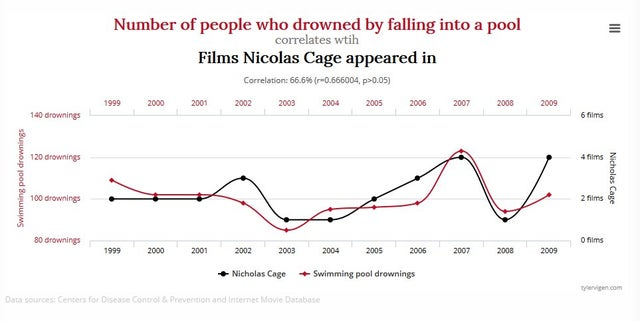 Number of people who drowned by falling into a pool
correlates wtih
Films Nicolas Cage appeared in
Correlation: 66.6% (r=0.666004, p>0.05)
1999 2000 2001 2002 2003 2004 2005 2006 2007 2008 2009
140 drownings 6 films
120 drownings 4 films
100 drownings 2 films
80 drownings 0 films
Swimming pool drownings
Nicholas Cage
1999 2000 2001 2002 2003 2004 2005 2006 2007 2008 2009
Nicholas Cage Swimming pool drownings
tylervigen.com
Data sources: Centers for Disease Control & Prevention and Internet Movie Database